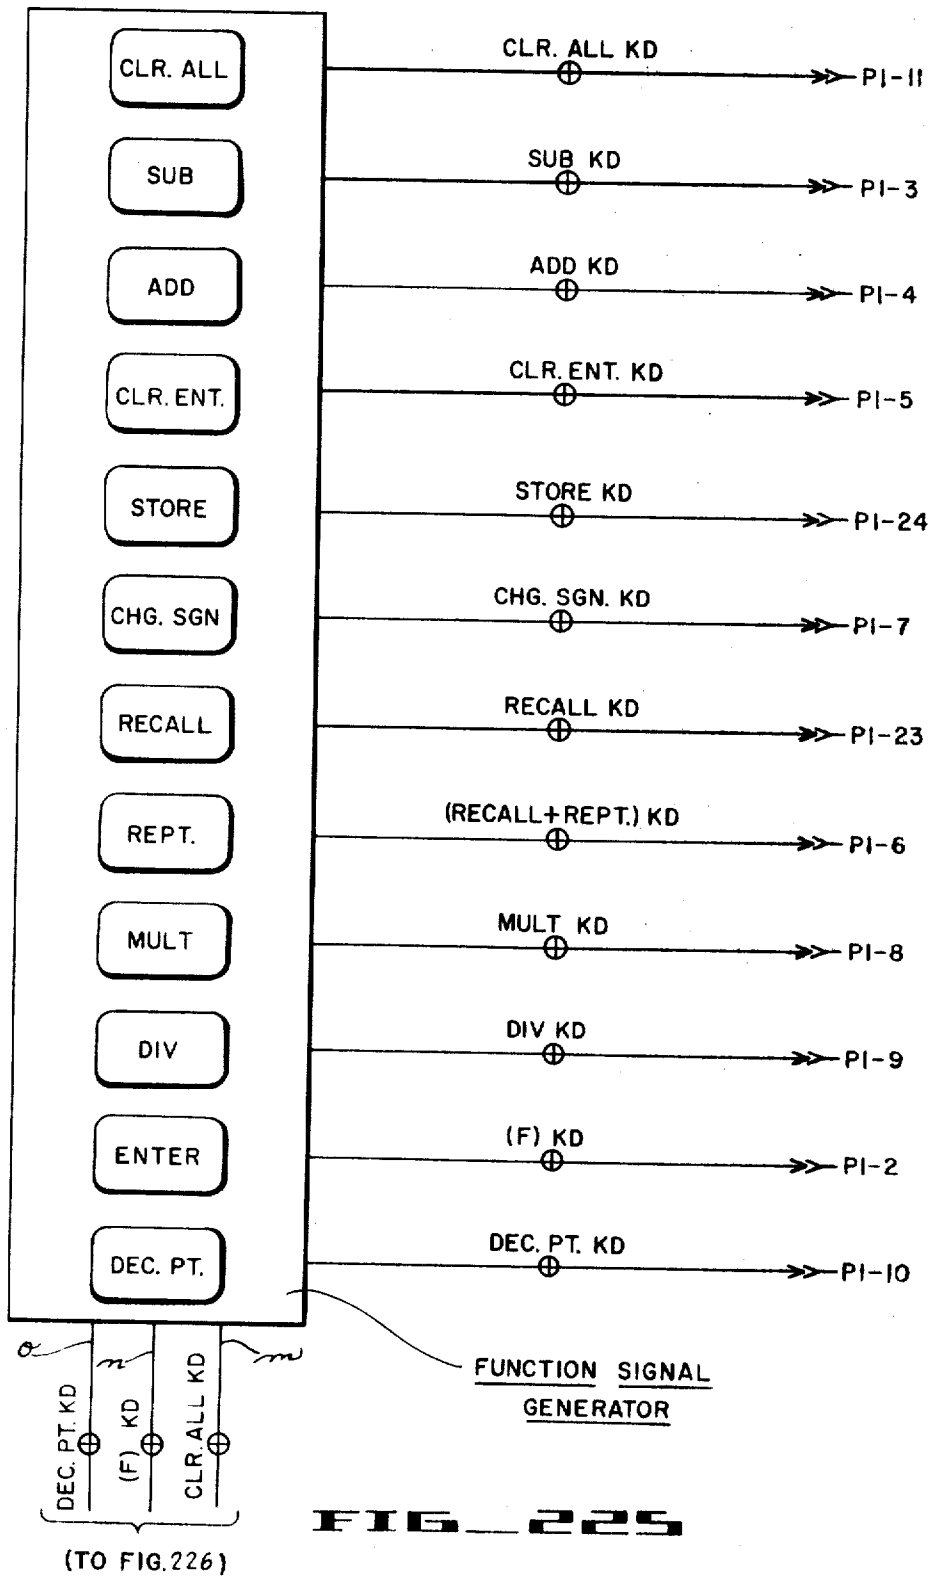 CLR. ALL
CLR. ALL KD
P1-11
SUB
SUB KD
P1-3
ADD
ADD KD
P1-4
CLR. ENT.
CLR. ENT. KD
P1-5
STORE
STORE KD
P1-24
CHG. SGN
CHG. SGN. KD
P1-7
RECALL
RECALL KD
P1-23
REPT.
(RECALL+REPT.) KD
P1-6
MULT
MULT KD
P1-8
DIV
DIV KD
P1-9
ENTER
(F) KD
P1-2
DEC. PT.
DEC. PT. KD
P1-10
o
n
m
FUNCTION SIGNAL
GENERATOR
DEC. PT. KD
(F) KD
CLR. ALL KD
(TO FIG.226)
FIG_225